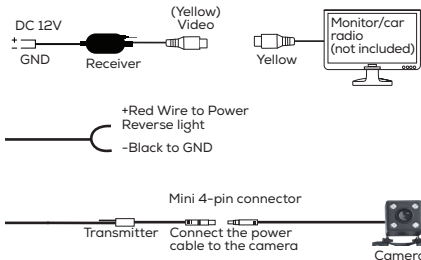 DC 12V
+
-
GND
Receiver
(Yellow)
Video
Yellow
Monitor/car
radio
(not included)
+Red Wire to Power
Reverse light
-Black to GND
Mini 4-pin connector
Transmitter
Connect the power
cable to the camera
Camera